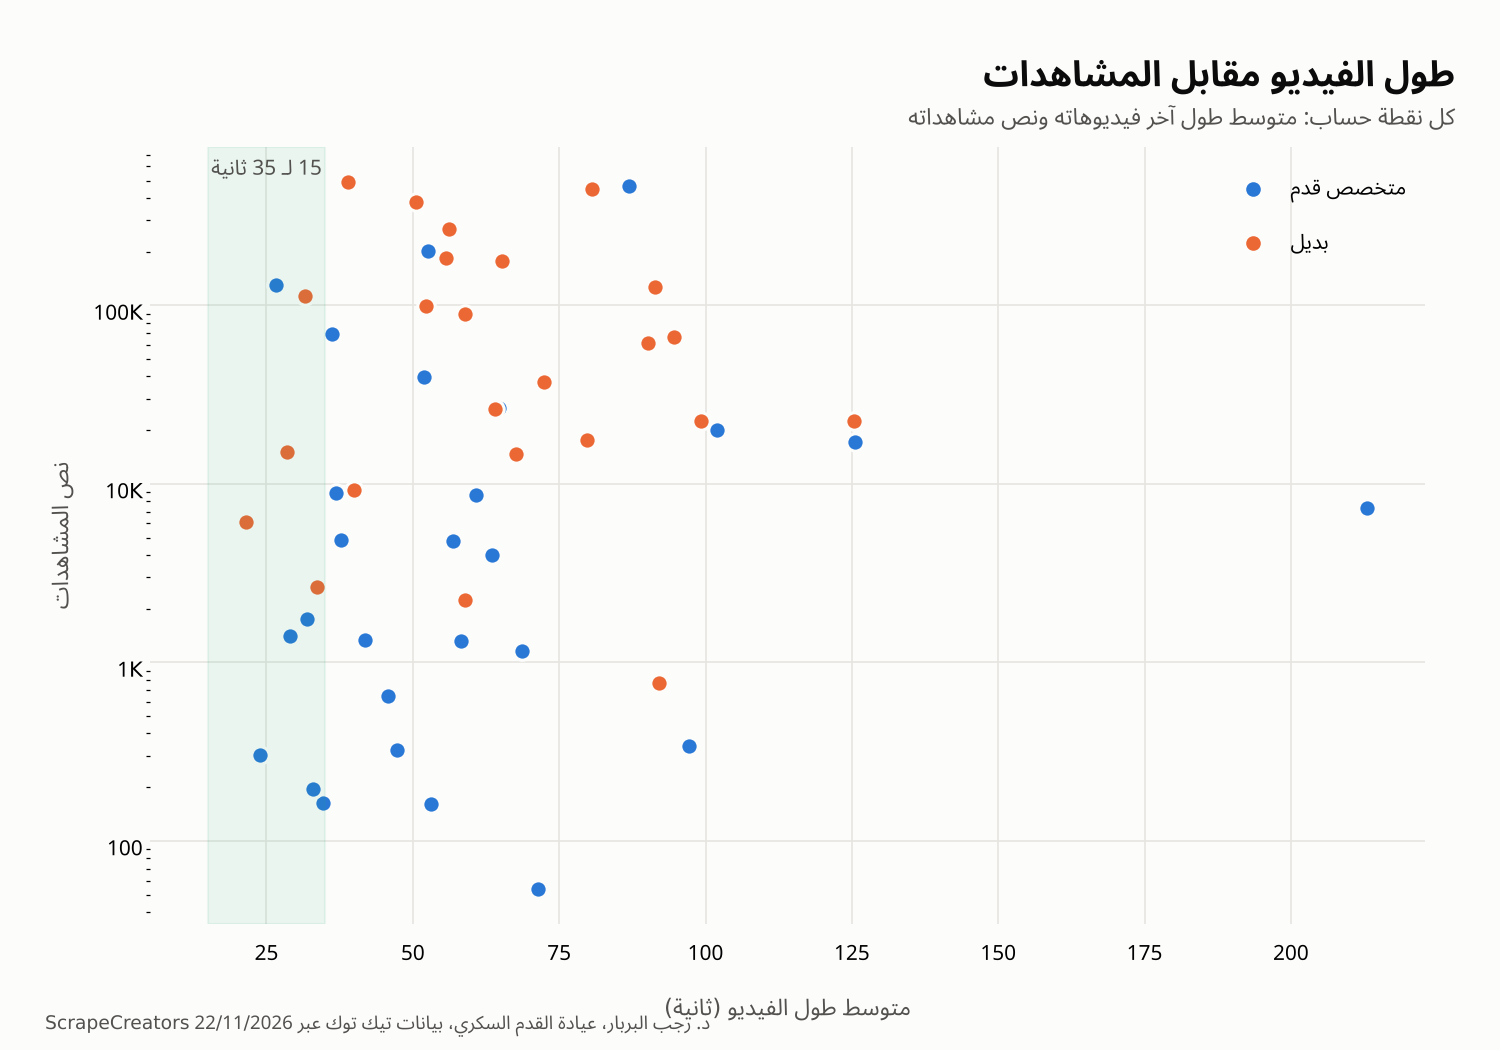 طول الفيديو مقابل المشاهدات
كل نقطة حساب: متوسط طول آخر فيديوهاته ونص مشاهداته
15 لـ 35 ثانية
متخصص قدم
بديل
نص المشاهدات
100K
10K
1K
100
25 50 75 100 125 150 175 200
متوسط طول الفيديو (ثانية)
د. رجب البربار، عيادة القدم السكري، بيانات تيك توك عبر ScrapeCreators 22/11/2026